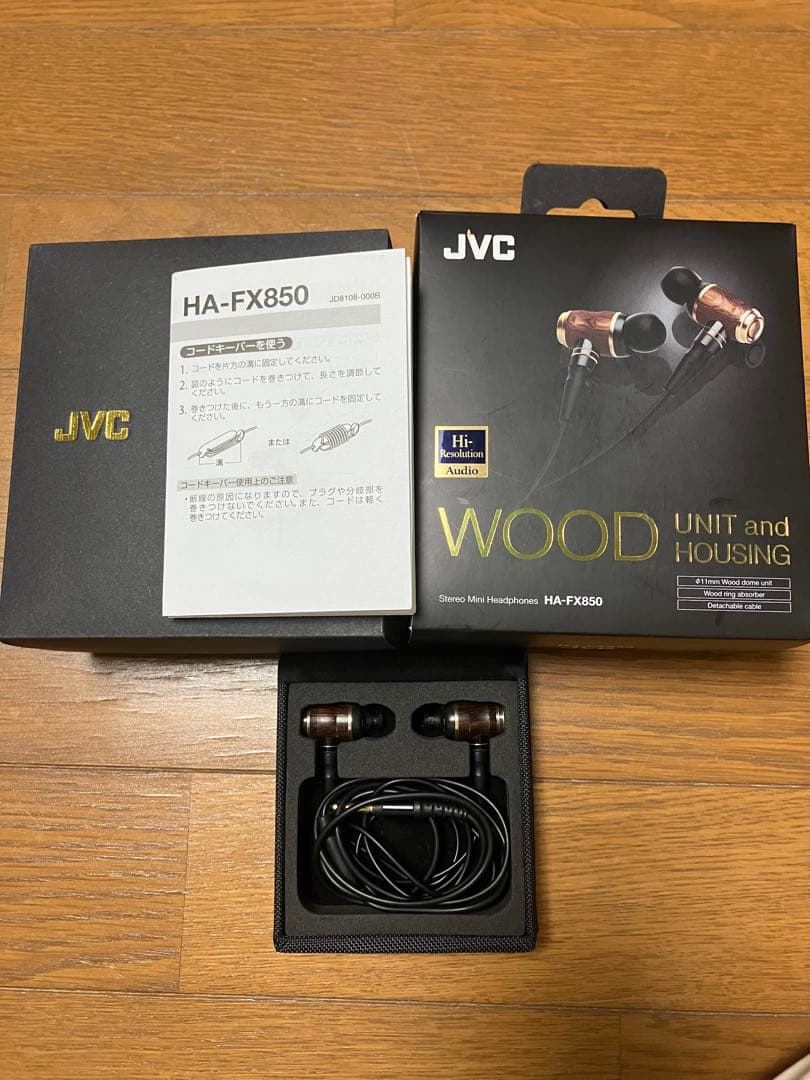 JVC
HA-FX850
JD8108-000B
コードキーパーを使う
1. コードを片方の溝に固定してください。
2. 図のようにコードを巻きつけて、長さを調節して
ください。
3. 巻きつけた後に、もう一方の溝にコードを固定して
ください。
溝
または
コードキーパー使用上のご注意
・断線の原因になりますので、プラグや分岐部を
巻きつけないでください。また、コードは軽く
巻きつけてください。
JVC
Hi-
Resolution
Audio
WOOD
UNIT and
HOUSING
Stereo Mini Headphones HA-FX850
φ11mm Wood dome unit
Wood ring absorber
Detachable cable